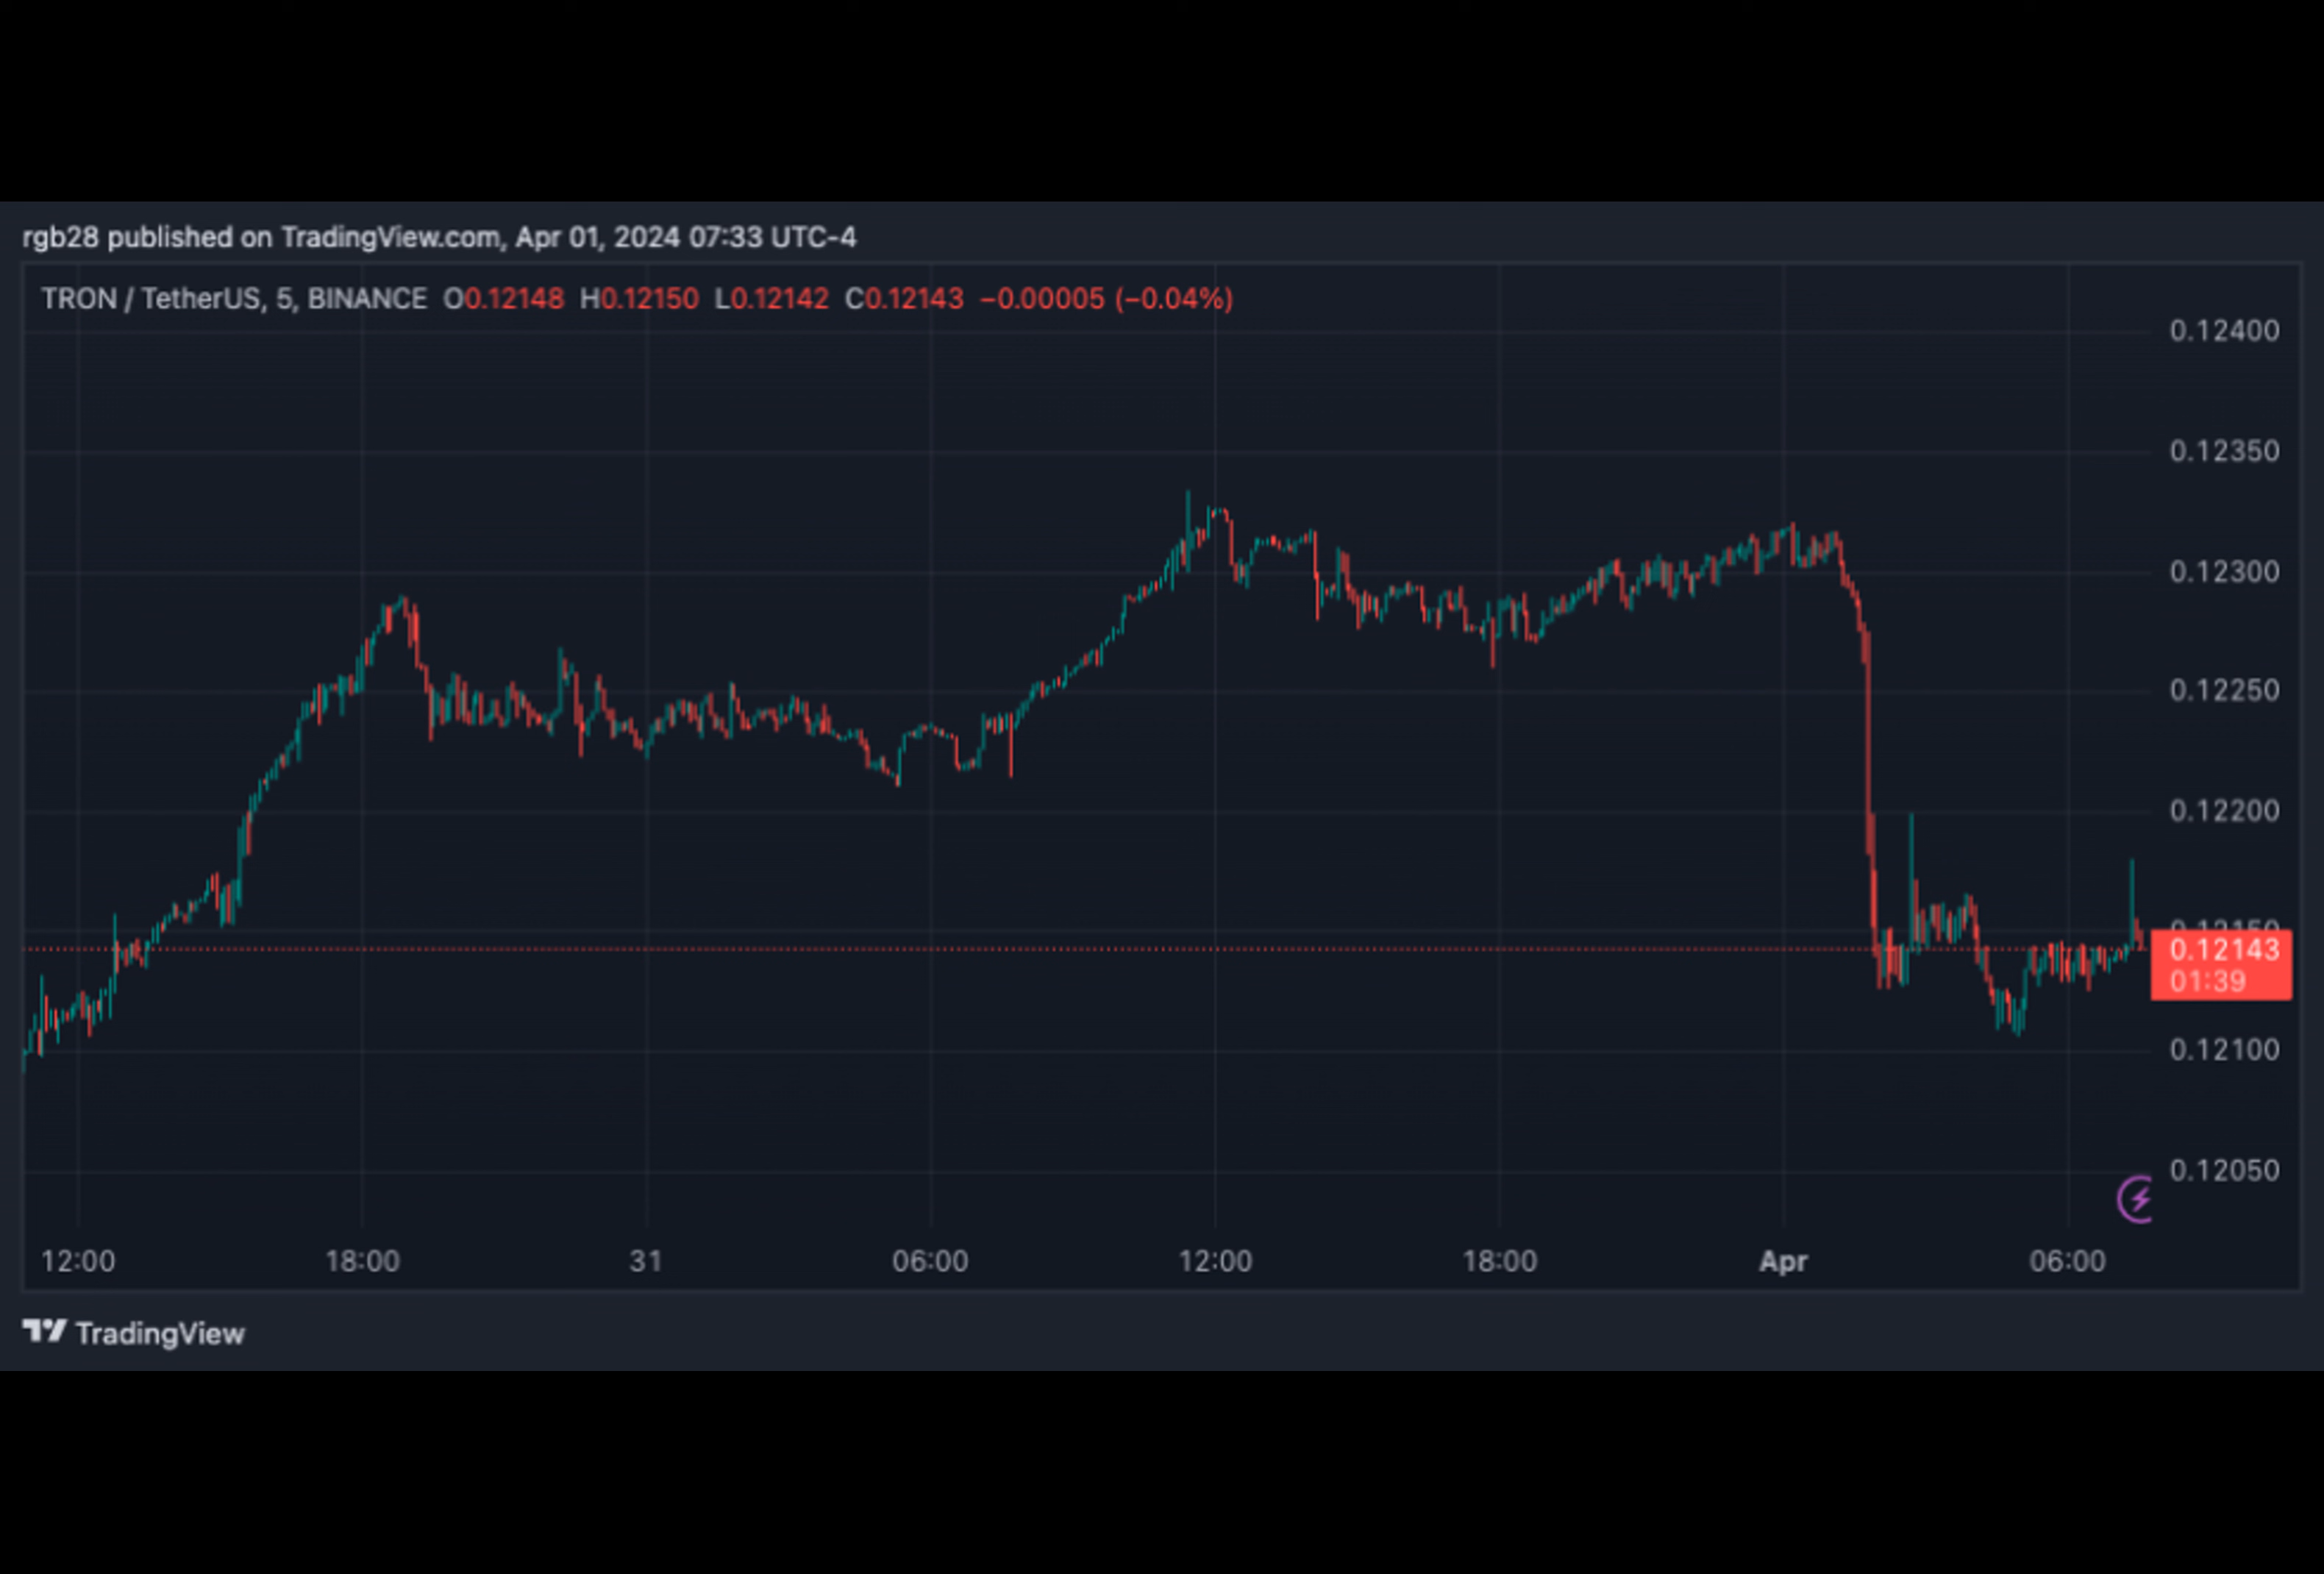 rgb28 published on TradingView.com, Apr 01, 2024 07:33 UTC-4
TRON / TetherUS, 5, BINANCE O0.12148 H0.12150 L0.12142 C0.12143 −0.00005 (−0.04%)
0.12400
0.12350
0.12300
0.12250
0.12200
0.12150
0.12143
01:39
0.12100
0.12050
12:00 18:00 31 06:00 12:00 18:00 Apr 06:00
TradingView